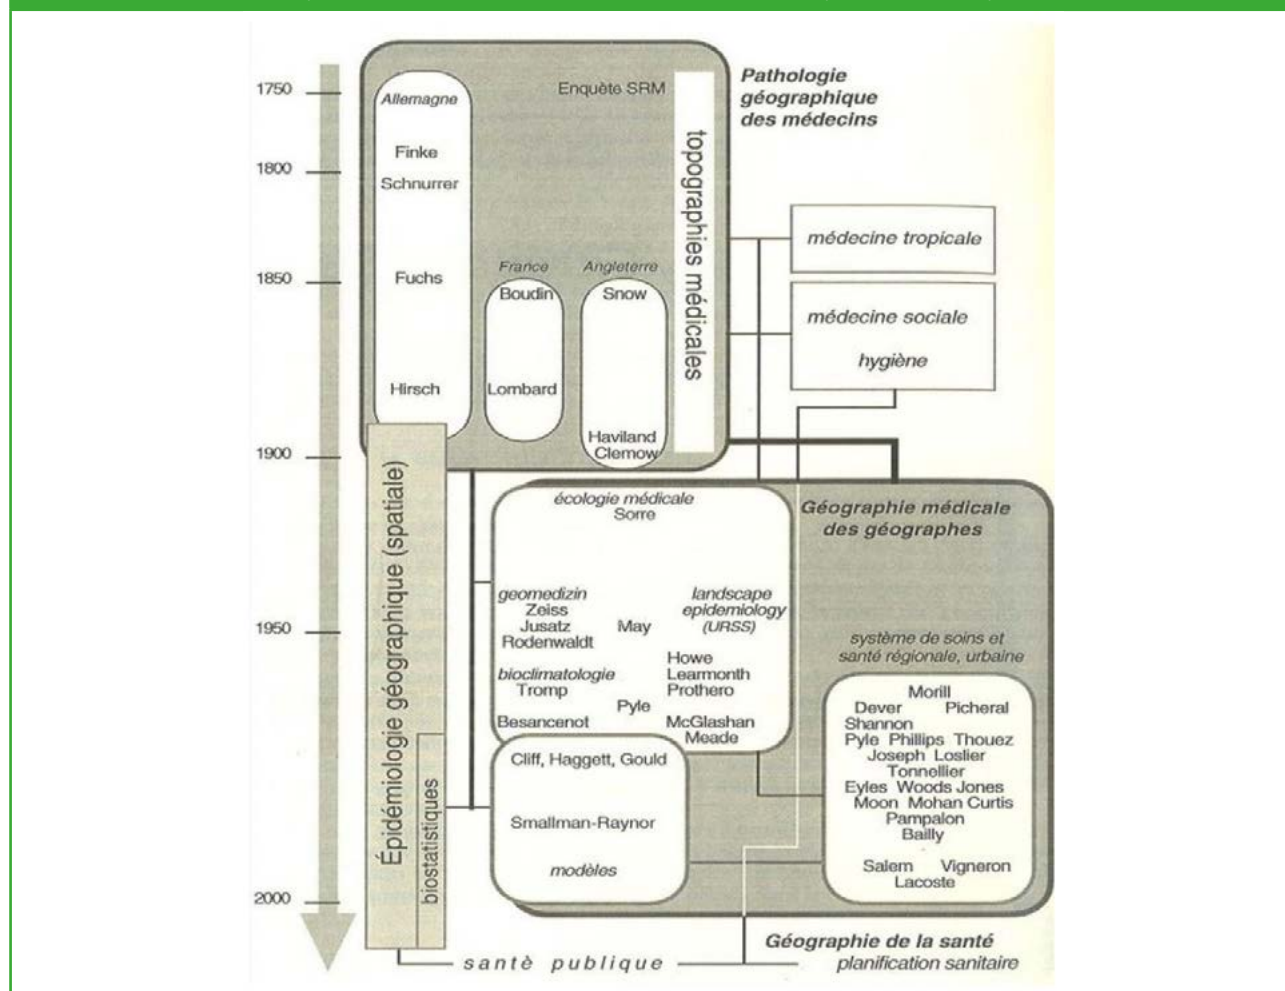 1750
1800
1850
1900
1950
2000
Allemagne
Finke
Schnurrer
Fuchs
Hirsch
France
Boudin
Lombard
Angleterre
Snow
Haviland
Clemow
Enquête SRM
topographies médicales
Pathologie
géographique
des médecins
médecine tropicale
médecine sociale
hygiène
Épidémiologie géographique (spatiale)
biostatistiques
écologie médicale
Sorre
geomedizin
Zeiss
Jusatz
Rodenwaldt
May
landscape
epidemiology
(URSS)
Howe
Learmonth
Prothero
bioclimatologie
Tromp
Pyle
Besancenot
McGlashan
Meade
Cliff, Haggett, Gould
Smallman-Raynor
modèles
Géographie médicale
des géographes
système de soins et
santé régionale, urbaine
Morill
Dever Picheral
Shannon
Pyle Phillips Thouez
Joseph Loslier
Tonnellier
Eyles Woods Jones
Moon Mohan Curtis
Pampalon
Bailly
Salem Vigneron
Lacoste
Géographie de la santé
santè publique planification sanitaire